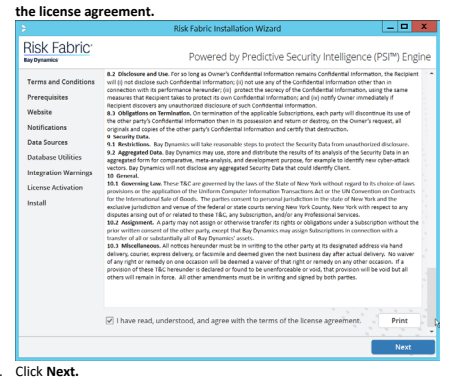 the license agreement.
Risk Fabric Installation Wizard
Risk Fabric
Bay Dynamics
Powered by Predictive Security Intelligence (PSI™) Engine
Terms and Conditions
Prerequisites
Website
Notifications
Data Sources
Database Utilities
Integration Warnings
License Activation
Install
8.2 Disclosure and Use. For so long as Owner's Confidential Information remains Confidential Information, the Recipient
will (i) not disclose such Confidential Information; (ii) not use any of the Confidential Information other than in
connection with its performance hereunder; (iii) protect the secrecy of the Confidential Information, using the same
measures that Recipient takes to protect its own Confidential Information; and (iv) notify Owner immediately if
Recipient discovers any unauthorized disclosure of such Confidential Information.
8.3 Obligations on Termination. On termination of the applicable Subscriptions, each party will discontinue its use of
the other party's Confidential Information then in its possession and return or destroy, on the Owner's request, all
originals and copies of the other party's Confidential Information and certify that destruction.
9 Security Data.
9.1 Restrictions. Bay Dynamics will take reasonable steps to protect the Security Data from unauthorized disclosure.
9.2 Aggregated Data. Bay Dynamics may use, store and distribute the results of its analysis of the Security Data in an
aggregated form for comparative, meta-analysis, and development purpose, for example to identify new cyber-attack
vectors. Bay Dynamics will not disclose any aggregated Security Data that could identify Client.
10 General.
10.1 Governing Law. These T&C are governed by the laws of the State of New York without regard to its choice of laws
provisions or the application of the Uniform Computer Information Transactions Act or the UN Convention on Contracts
for the International Sale of Goods. The parties consent to personal jurisdiction in the state of New York and the
exclusive jurisdiction and venue of the federal or state courts serving New York County, New York with respect to any
disputes arising out of or related to these T&C, any Subscription, and/or any Professional Services.
10.2 Assignment. A party may not assign or otherwise transfer its rights or obligations under a Subscription without the
prior written consent of the other party, except that Bay Dynamics may assign Subscriptions in connection with a
transfer of all or substantially all of Bay Dynamics' assets.
10.3 Miscellaneous. All notices hereunder must be in writing to the other party at its designated address via hand
delivery, courier, express delivery, or facsimile and deemed given the next business day after actual delivery. No waiver
of any right or remedy on one occasion will be deemed a waiver of that right or remedy on any other occasion. If a
provision of these T&C hereunder is declared or found to be unenforceable or void, that provision will be void but all
others will remain in force. All other amendments must be in writing and signed by both parties.
I have read, understood, and agree with the terms of the license agreement.
Print
Next
. Click Next.